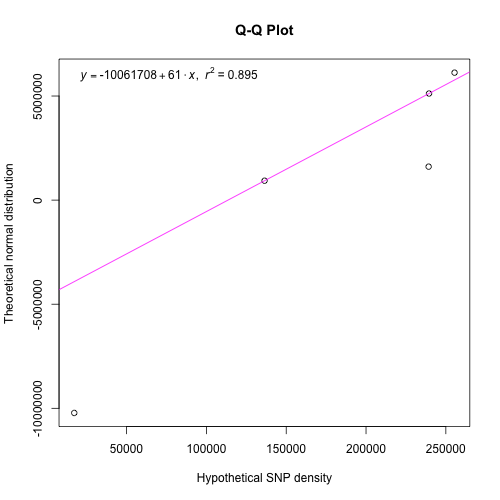 Q-Q Plot
y = -10061708 + 61 · x, r² = 0.895
5000000
0
-5000000
-10000000
Theoretical normal distribution
50000 100000 150000 200000 250000
Hypothetical SNP density